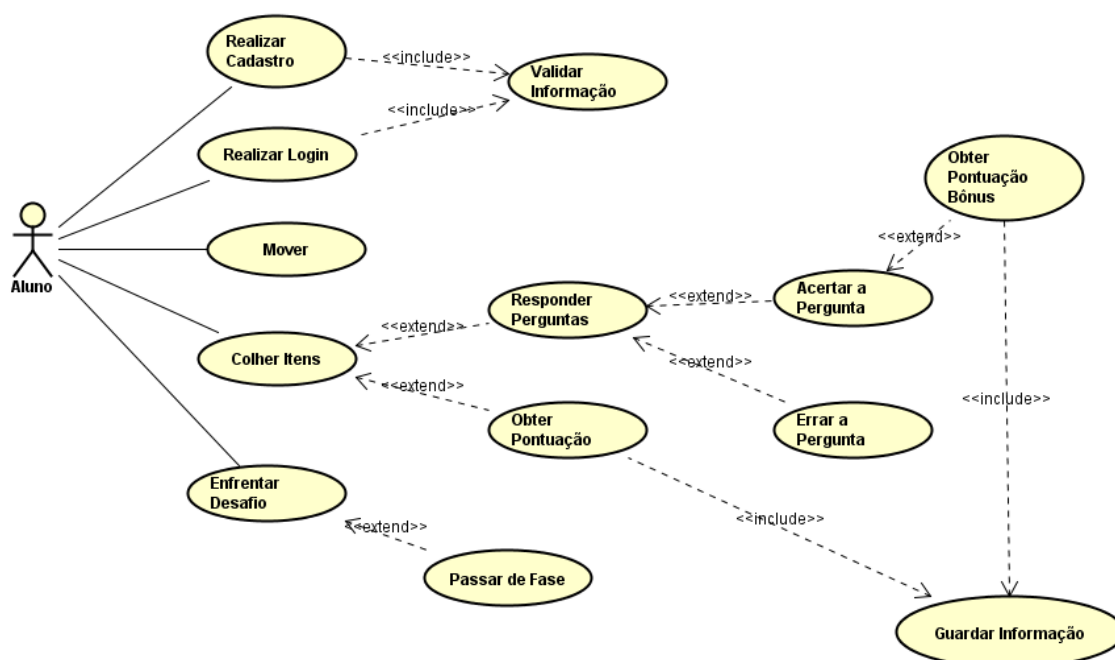 Realizar
Cadastro
<<include>>
Validar
Informação
<<include>>
Realizar Login
Obter
Pontuação
Bônus
Aluno
Mover
<<extend>>
Responder
Perguntas
<<extend>>
Acertar a
Pergunta
Colher Itens
<<extend>>
<<extend>>
<<extend>>
Obter
Pontuação
Errar a
Pergunta
<<include>>
Enfrentar
Desafio
<<extend>>
<<include>>
Passar de Fase
Guardar Informação